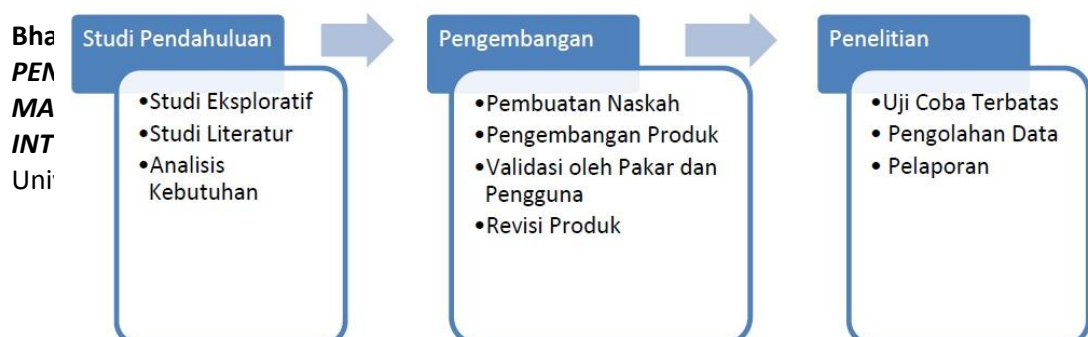 Studi Pendahuluan
•Studi Eksploratif
•Studi Literatur
•Analisis
Kebutuhan
Pengembangan
•Pembuatan Naskah
•Pengembangan Produk
•Validasi oleh Pakar dan
Pengguna
•Revisi Produk
Penelitian
•Uji Coba Terbatas
• Pengolahan Data
• Pelaporan